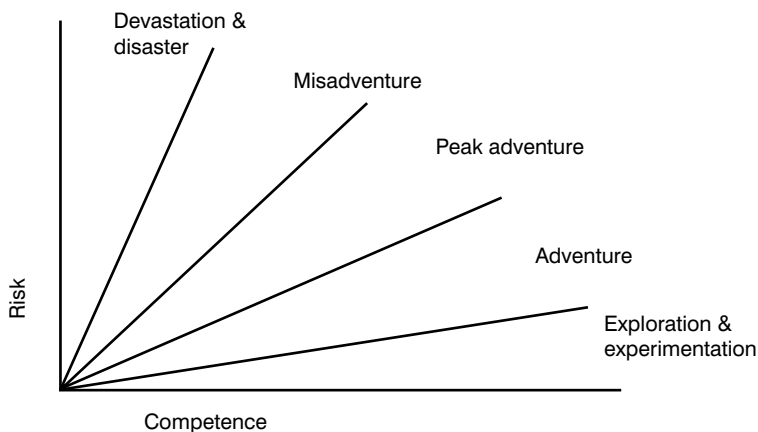 Devastation &
disaster
Misadventure
Peak adventure
Adventure
Exploration &
experimentation
Risk
Competence